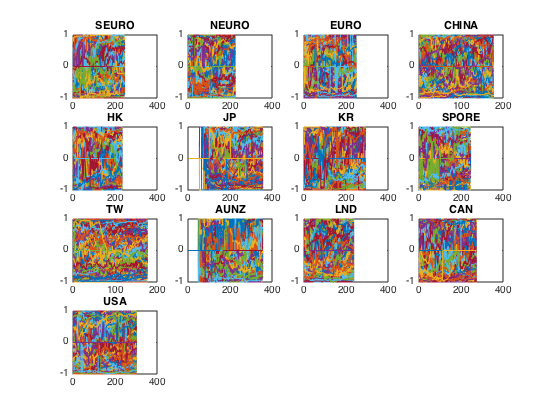 SEURO NEURO EURO CHINA
1 1 1 1
0 0 0 0
-1 -1 -1 -1
0 200 400 0 200 400 0 200 400 0 100 200
HK JP KR SPORE
1 1 1 1
0 0 0 0
-1 -1 -1 -1
0 200 400 0 200 400 0 200 400 0 200 400
TW AUNZ LND CAN
1 1 1 1
0 0 0 0
-1 -1 -1 -1
0 100 200 0 200 400 0 200 400 0 200 400
USA
1
0
-1
0 200 400